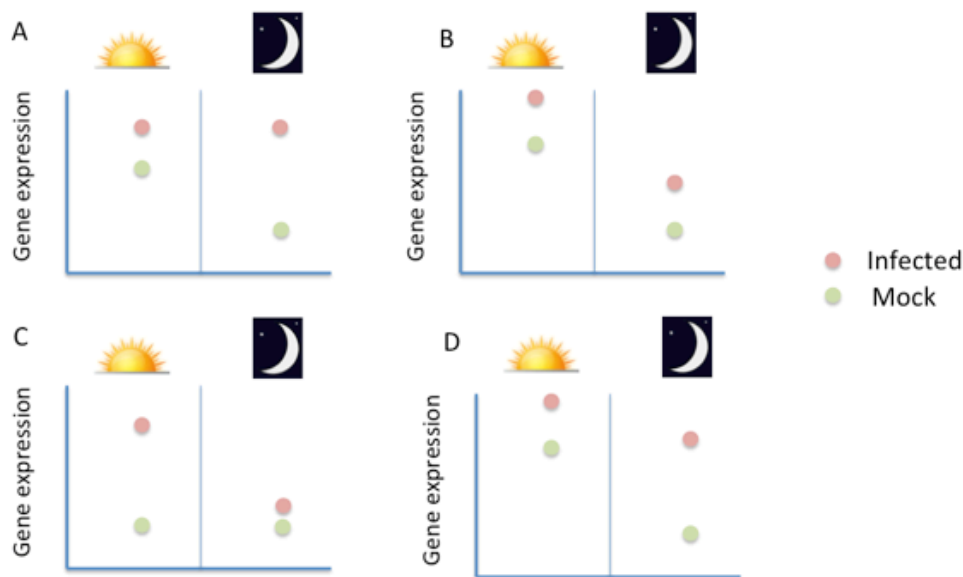 A
B
Gene expression
Gene expression
Infected
Mock
C
D
Gene expression
Gene expression